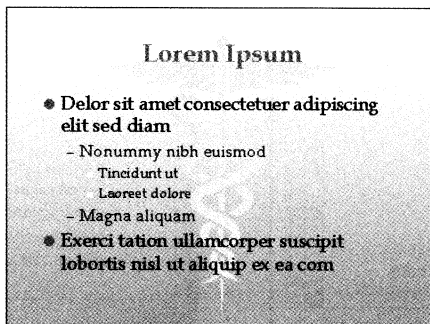 Lorem Ipsum
• Delor sit amet consectetuer adipiscing
elit sed diam
– Nonummy nibh euismod
Tincidunt ut
Laoreet dolore
– Magna aliquam
• Exerci tation ullamcorper suscipit
lobortis nisl ut aliquip ex ea com